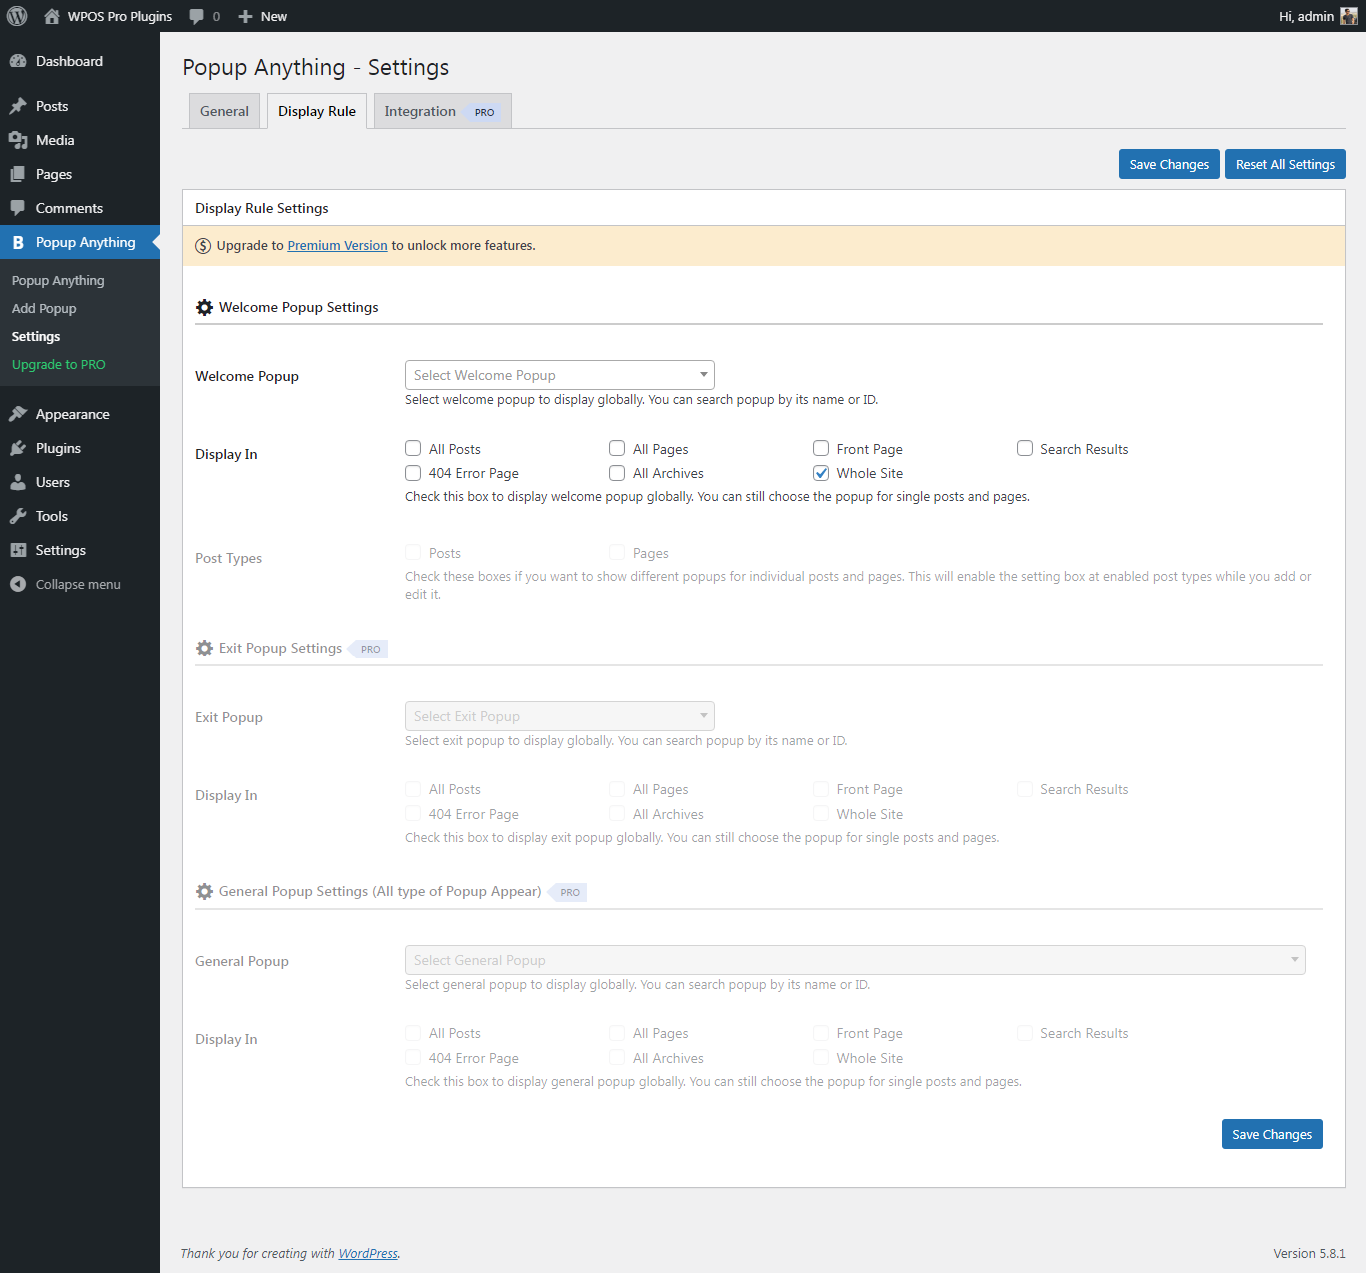 WPOS Pro Plugins 0 New Hi, admin
Dashboard
Posts
Media
Pages
Comments
Popup Anything
Popup Anything
Add Popup
Settings
Upgrade to PRO
Appearance
Plugins
Users
Tools
Settings
Collapse menu
Popup Anything - Settings
General Display Rule Integration PRO
Save Changes Reset All Settings
Display Rule Settings
Upgrade to Premium Version to unlock more features.
Welcome Popup Settings
Welcome Popup Select Welcome Popup
Select welcome popup to display globally. You can search popup by its name or ID.
Display In All Posts All Pages Front Page Search Results
404 Error Page All Archives Whole Site
Check this box to display welcome popup globally. You can still choose the popup for single posts and pages.
Post Types Posts Pages
Check these boxes if you want to show different popups for individual posts and pages. This will enable the setting box at enabled post types while you add or
edit it.
Exit Popup Settings PRO
Exit Popup Select Exit Popup
Select exit popup to display globally. You can search popup by its name or ID.
Display In All Posts All Pages Front Page Search Results
404 Error Page All Archives Whole Site
Check this box to display exit popup globally. You can still choose the popup for single posts and pages.
General Popup Settings (All type of Popup Appear) PRO
General Popup Select General Popup
Select general popup to display globally. You can search popup by its name or ID.
Display In All Posts All Pages Front Page Search Results
404 Error Page All Archives Whole Site
Check this box to display general popup globally. You can still choose the popup for single posts and pages.
Save Changes
Thank you for creating with WordPress. Version 5.8.1